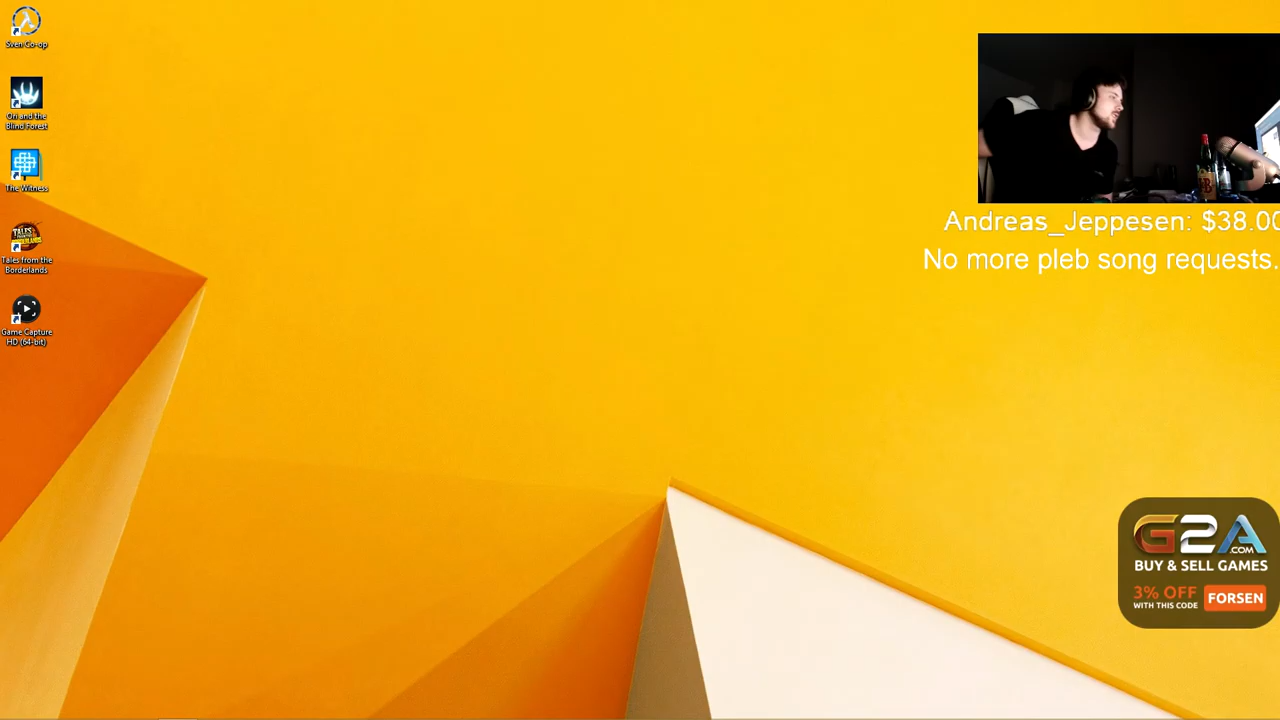 Sven Co-op
Ori and the
Blind Forest
The Witness
TALES
Tales from the
Borderlands
Game Capture
HD (64-bit)
Andreas_Jeppesen: $38.00
No more pleb song requests.
G2A
.COM
BUY & SELL GAMES
3% OFF
WITH THIS CODE
FORSEN